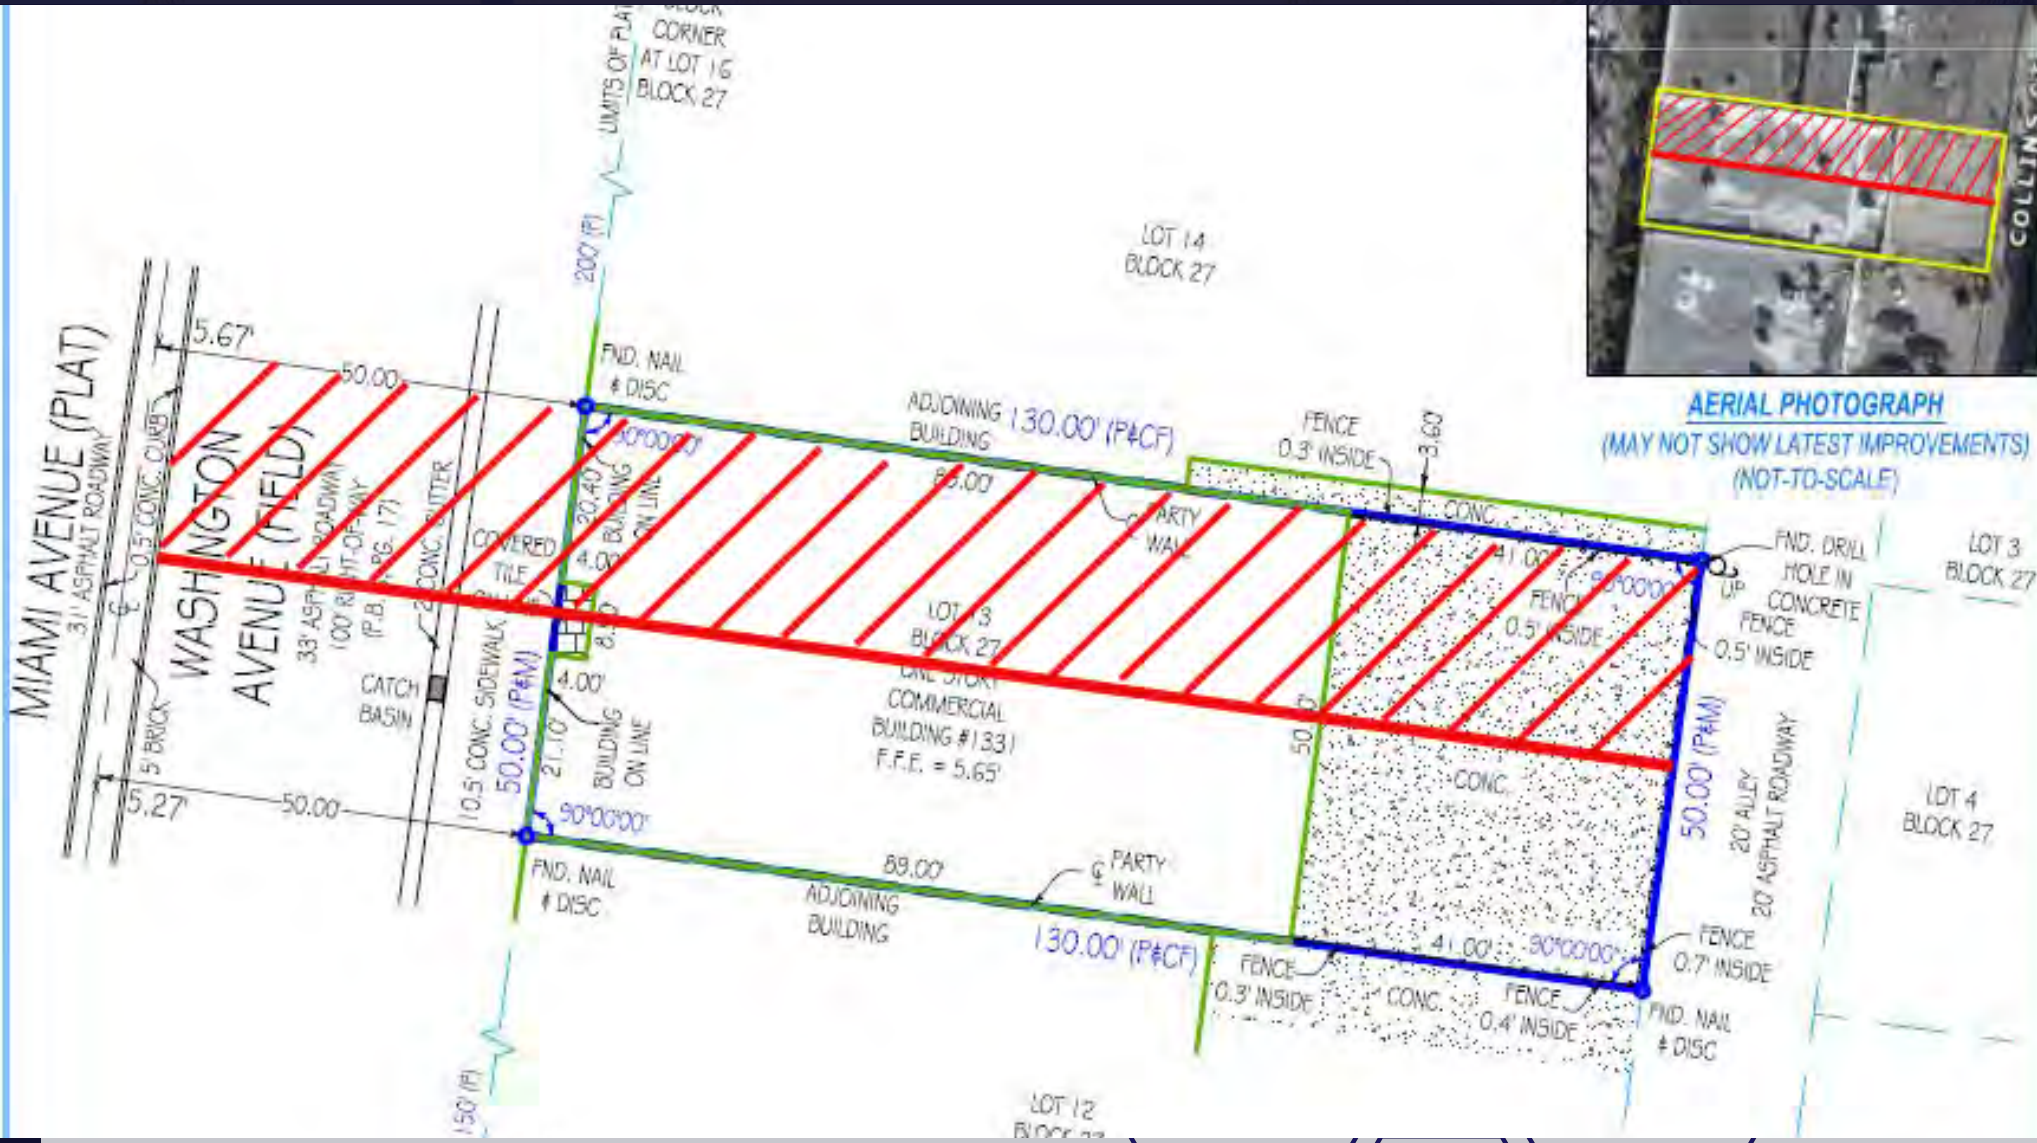 CORNER
AT LOT 16
BLOCK 27
LIMITS OF PLAT
200' (P)
LOT 14
BLOCK 27
COLLINS
AERIAL PHOTOGRAPH
(MAY NOT SHOW LATEST IMPROVEMENTS)
(NOT-TO-SCALE)
MIAMI AVENUE (PLAT)
31' ASPHALT ROADWAY
5.67'
50.00'
0.5' CONC. CURB
WASHINGTON
AVENUE (FIELD)
33' ASPHALT ROADWAY
100' RIGHT-OF-WAY
(P.B. PG. 17)
2' CONC. GUTTER
FND. NAIL
& DISC
90°00'00"
20.40'
BUILDING
ON LINE
COVERED
TILE
4.00'
ADJOINING
BUILDING
130.00' (P&CF)
PARTY
WALL
FENCE
0.3' INSIDE
3.60'
CONC.
41.00'
90°00'00"
FENCE
0.5' INSIDE
FND. DRILL
HOLE IN
CONCRETE
U.P.
FENCE
0.5' INSIDE
LOT 3
BLOCK 27
LOT 13
BLOCK 27
ONE STORY
COMMERCIAL
BUILDING #1331
F.F.E. = 5.65'
CATCH
BASIN
5' BRICK
10.5' CONC. SIDEWALK
50.00' (P&M)
4.00'
21.10'
BUILDING
ON LINE
CONC.
50.00' (P&M)
20' ALLEY
20' ASPHALT ROADWAY
LOT 4
BLOCK 27
5.27'
50.00'
90°00'00"
FND. NAIL
& DISC
89.00'
ADJOINING
BUILDING
PARTY
WALL
130.00' (P&CF)
FENCE
0.3' INSIDE
41.00'
90°00'00"
CONC.
FENCE
0.4' INSIDE
FENCE
0.7' INSIDE
FND. NAIL
& DISC
150' (P)
LOT 12